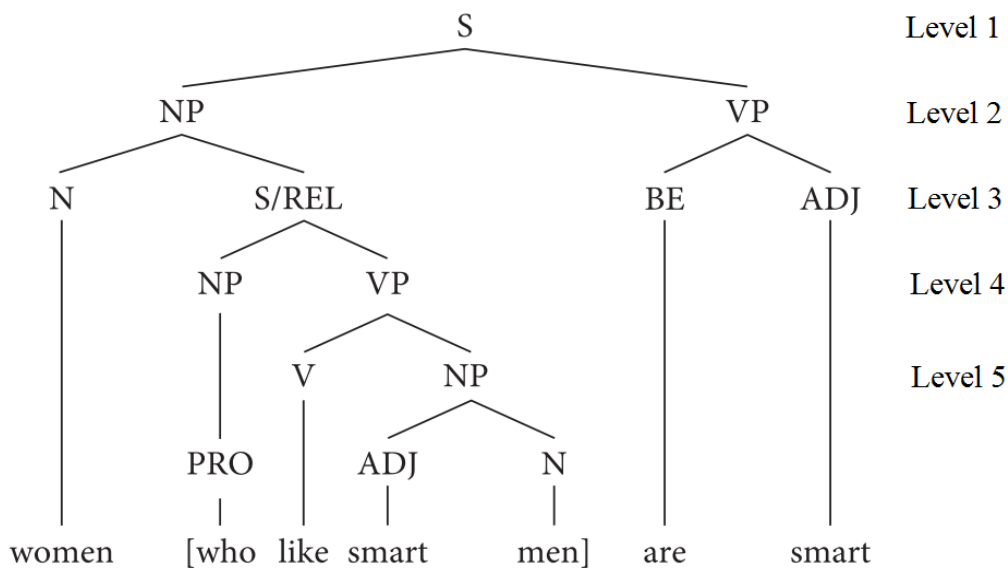 S Level 1
NP VP Level 2
N S/REL BE ADJ Level 3
NP VP Level 4
V NP Level 5
PRO ADJ N
women [who like smart men] are smart